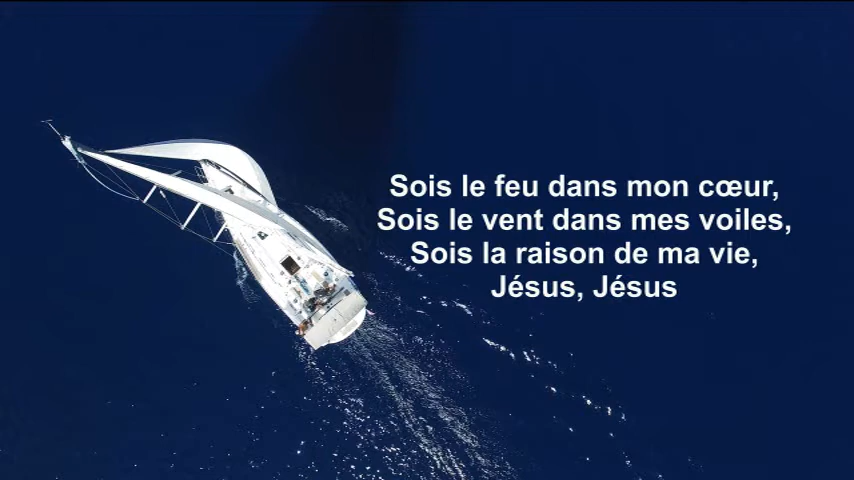 Sois le feu dans mon cœur,
Sois le vent dans mes voiles,
Sois la raison de ma vie,
Jésus, Jésus